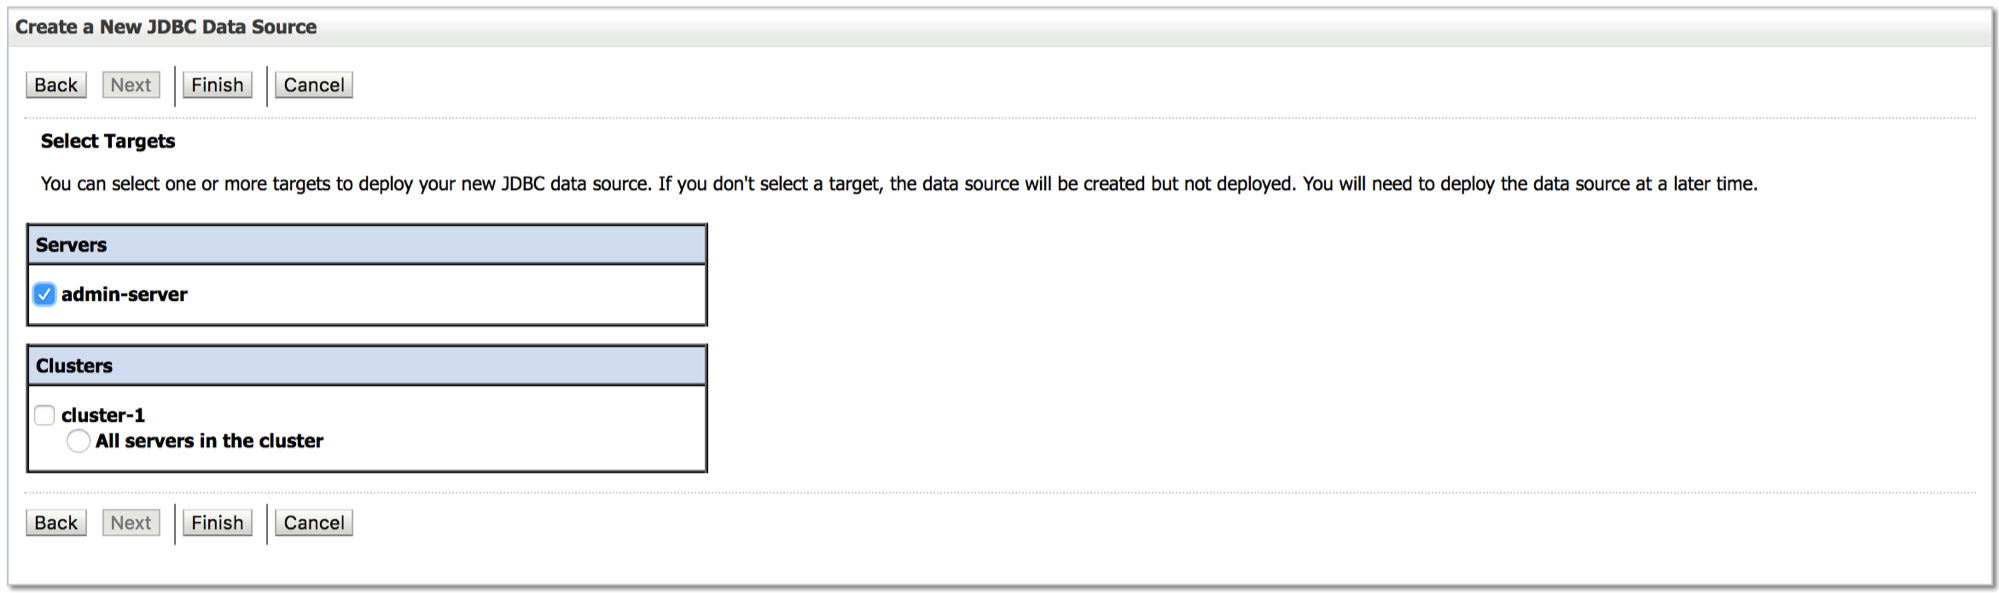 Create a New JDBC Data Source
Back Next Finish Cancel
Select Targets
You can select one or more targets to deploy your new JDBC data source. If you don't select a target, the data source will be created but not deployed. You will need to deploy the data source at a later time.
Servers
admin-server
Clusters
cluster-1
All servers in the cluster
Back Next Finish Cancel